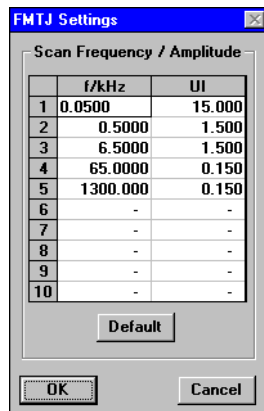 FMTJ Settings
Scan Frequency / Amplitude
f/kHz UI
1 0.0500 15.000
2 0.5000 1.500
3 6.5000 1.500
4 65.0000 0.150
5 1300.000 0.150
6 - -
7 - -
8 - -
9 - -
10 - -
Default
OK Cancel